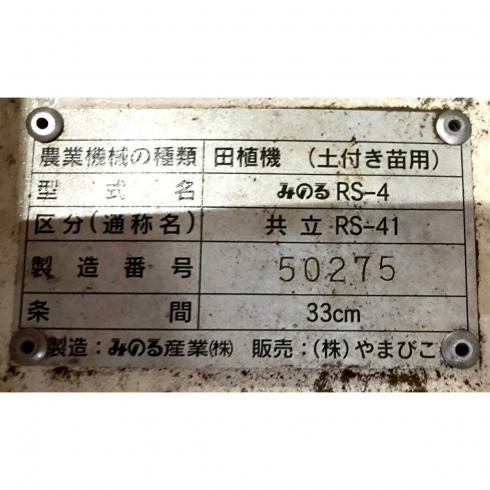 農業機械の種類 田植機 (土付き苗用)
型式名 みのる RS-4
区分(通称名) 共立 RS-41
製造番号 50275
条間 33cm
製造:みのる産業(株) 販売:(株)やまびこ